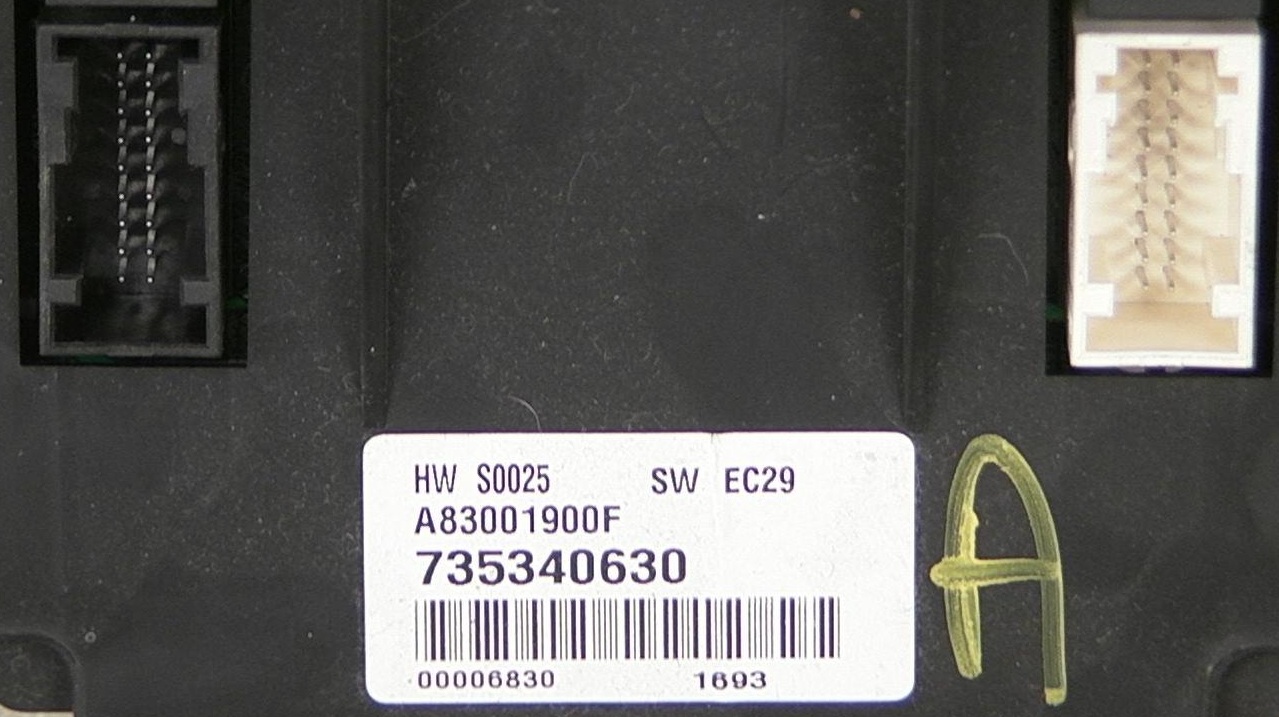 HW S0025 SW EC29
A83001900F
735340630
00006830 1693
A